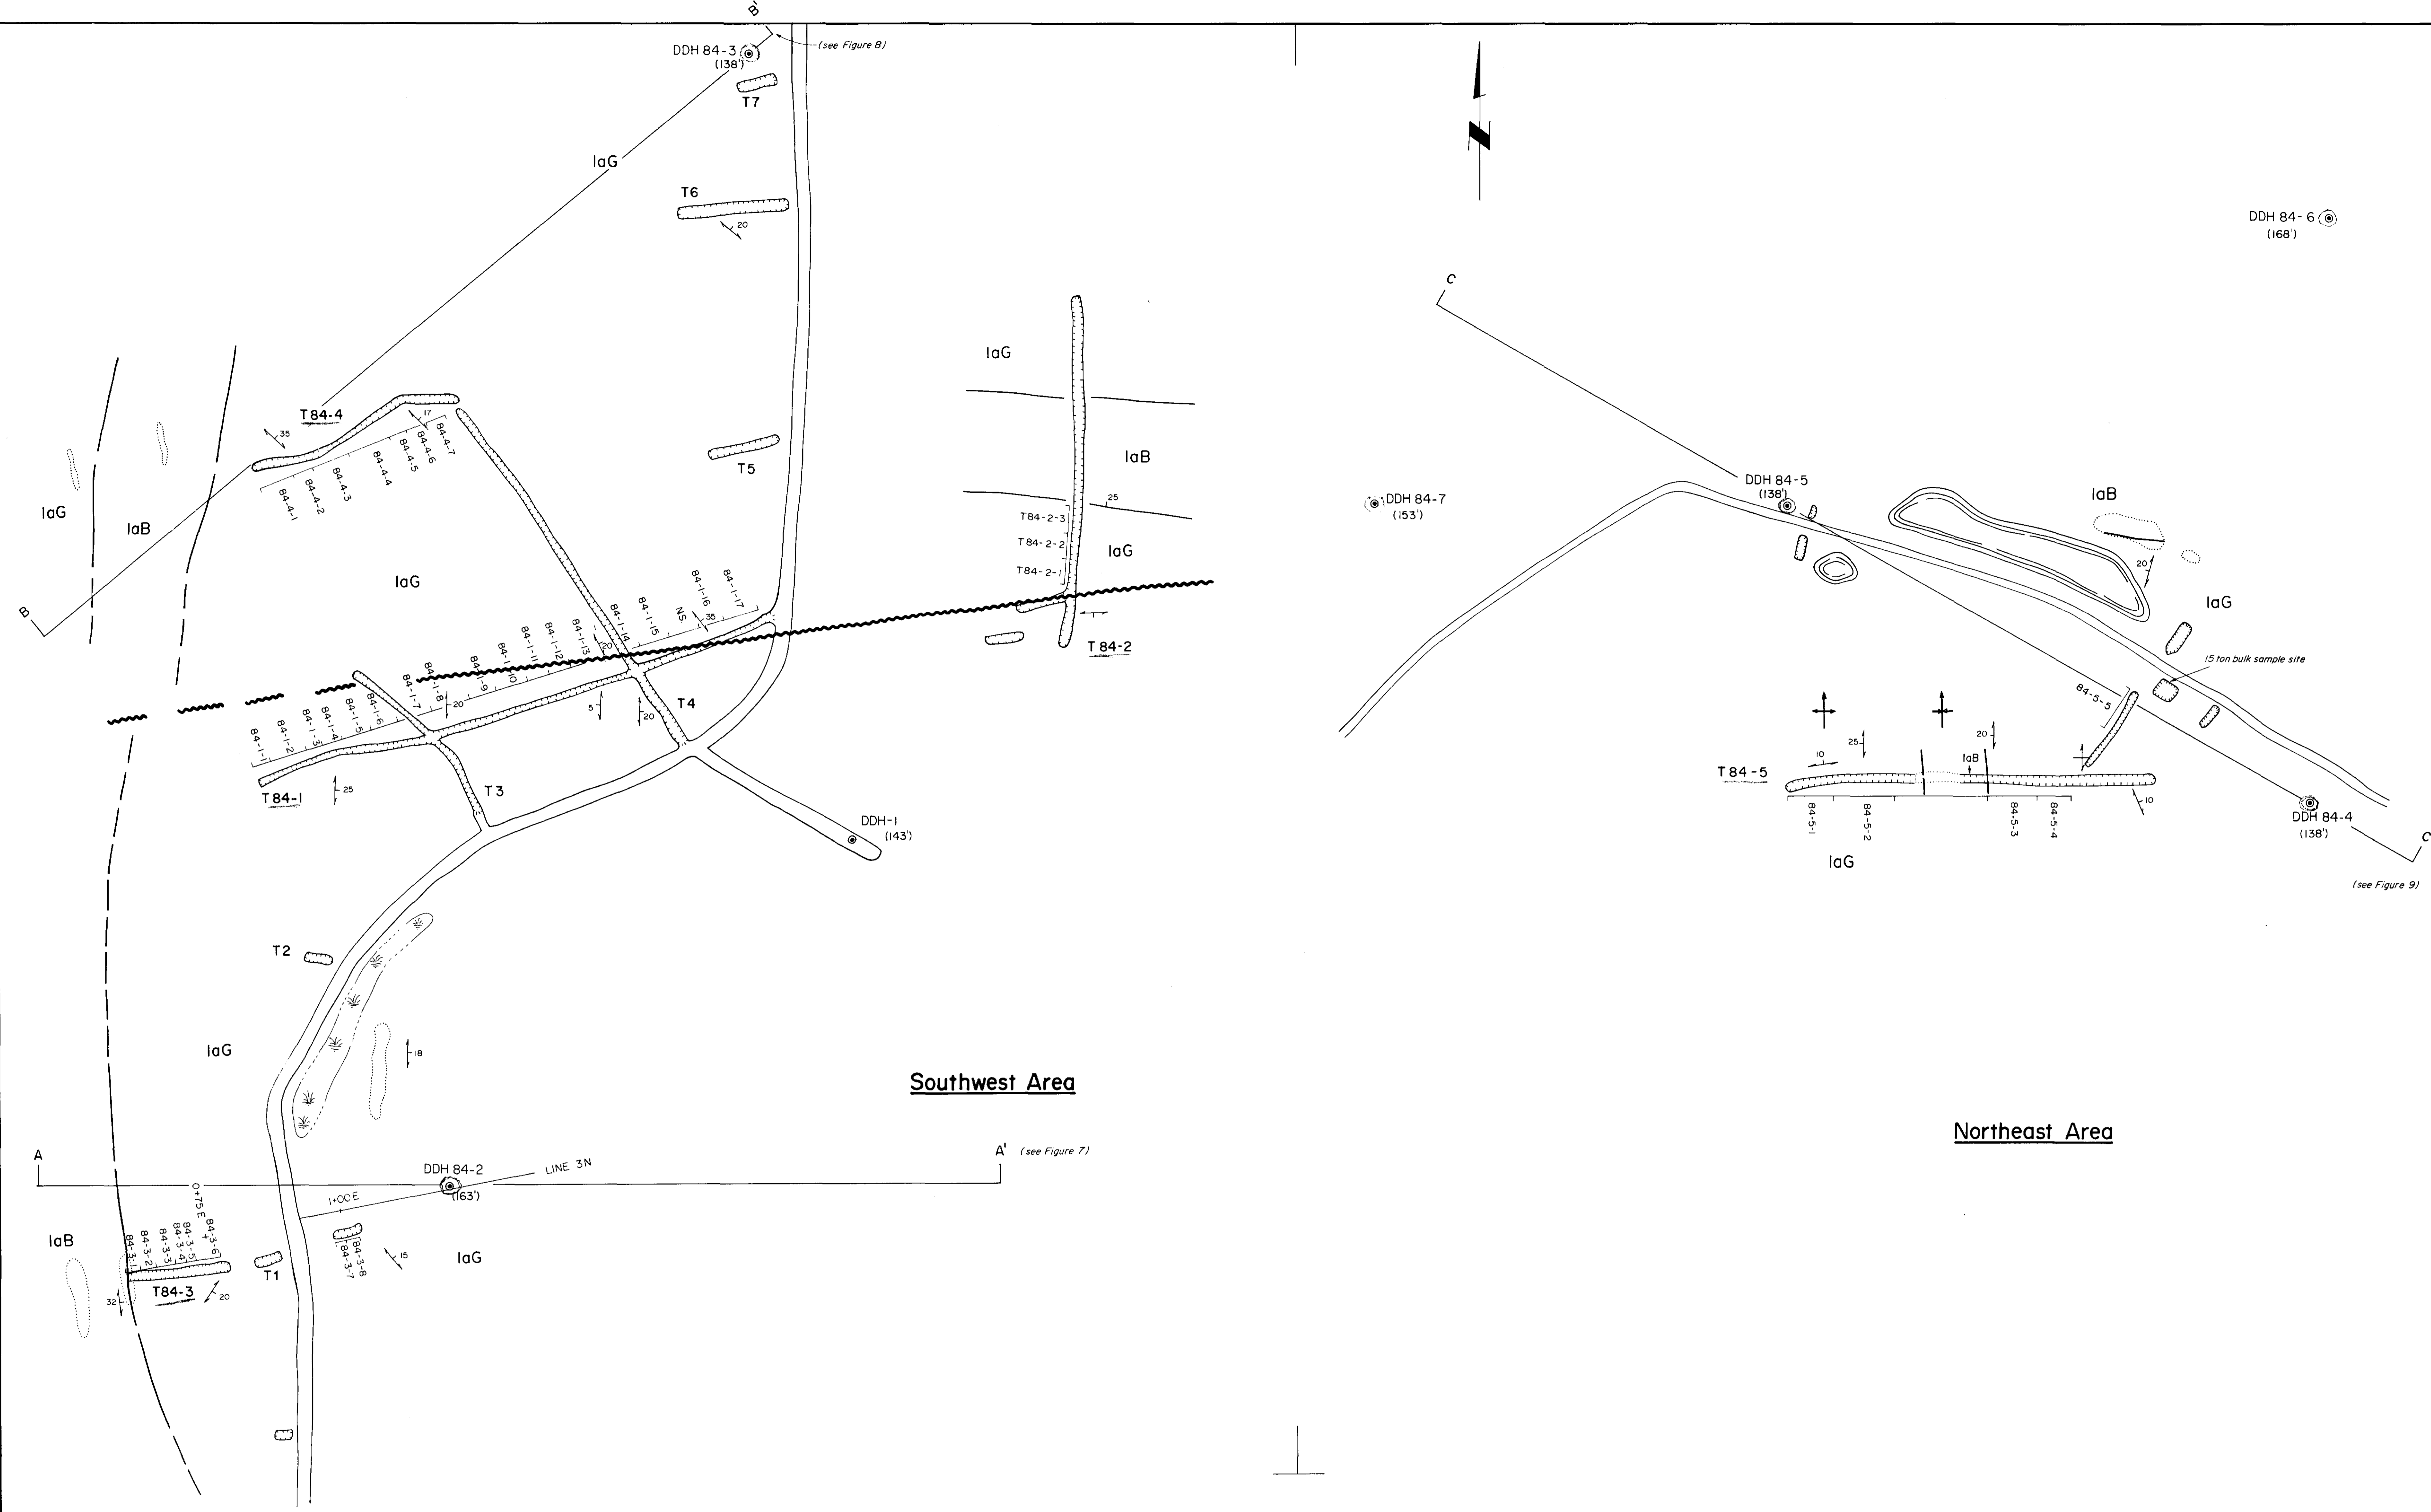 B'
DDH 84-3
(138')
(see Figure 8)
T7
N
IaG
T6
20
DDH 84-6
(168')
C
IaG
T84-4
17
35
84-4-1
84-4-2
84-4-3
84-4-4
84-4-5
84-4-6
84-4-7
T5
IaB
DDH 84-5
(138')
DDH 84-7
(153')
IaB
25
T84-2-3
T84-2-2
T84-2-1
IaG
IaG
IaB
IaG
20
IaG
B
84-1-1
84-1-2
84-1-3
84-1-4
84-1-5
84-1-6
84-1-7
84-1-8
84-1-9
84-1-10
84-1-11
84-1-12
84-1-13
84-1-14
84-1-15
NS
84-1-16
84-1-17
35
20
20
5
20
T4
T84-2
15 ton bulk sample site
84-5-5
T84-1
25
T3
10
25
20
IaB
T84-5
10
84-5-1
84-5-2
84-5-3
84-5-4
IaG
DDH-1
(143')
DDH 84-4
(138')
C'
(see Figure 9)
T2
IaG
18
Southwest Area
Northeast Area
A
A'
(see Figure 7)
DDH 84-2
(163')
LINE 3N
1+00E
0+75E
IaB
84-3-1
84-3-2
84-3-3
84-3-4
84-3-5
84-3-6
84-3-7
84-3-8
15
IaG
T1
T84-3
20
32